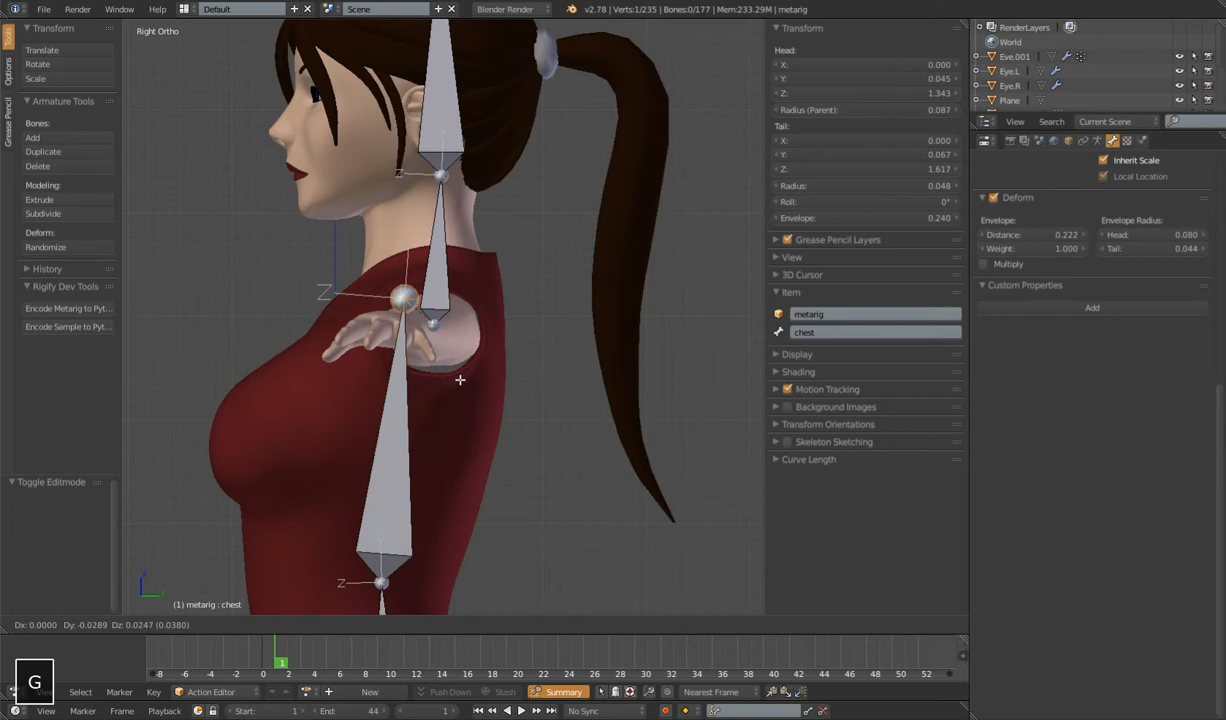 File Render Window Help Default Scene Blender Render v2.78 | Verts:1/235 | Bones:0/177 | Mem:233.29M | metarig
Tools
Options
Grease Pencil
Transform
Translate
Rotate
Scale
Armature Tools
Bones:
Add
Duplicate
Delete
Modeling:
Extrude
Subdivide
Deform:
Randomize
History
Rigify Dev Tools
Encode Metarig to Pyt...
Encode Sample to Pyt...
Toggle Editmode
Right Ortho
Z
Z
Z
z
y
(1) metarig : chest
Transform
Head:
X: 0.000
Y: 0.045
Z: 1.343
Radius (Parent): 0.087
Tail:
X: 0.000
Y: 0.067
Z: 1.617
Radius: 0.048
Roll: 0°
Envelope: 0.240
Grease Pencil Layers
View
3D Cursor
Item
metarig
chest
Display
Shading
Motion Tracking
Background Images
Transform Orientations
Skeleton Sketching
Curve Length
RenderLayers
World
Eve.001
Eye.L
Eye.R
Plane
View Search Current Scene
Inherit Scale
Local Location
Deform
Envelope: Envelope Radius:
Distance: 0.222 Head: 0.080
Weight: 1.000 Tail: 0.044
Multiply
Custom Properties
Add
Dx: 0.0000 Dy: -0.0289 Dz: 0.0247 (0.0380)
G
1
-8 -6 -4 -2 0 2 4 6 8 10 12 14 16 18 20 22 24 26 28 30 32 34 36 38 40 42 44 46 48 50 52
Select Marker Key Action Editor New Push Down Stash Summary Nearest Frame
View Marker Frame Playback Start: 1 End: 44 1 No Sync